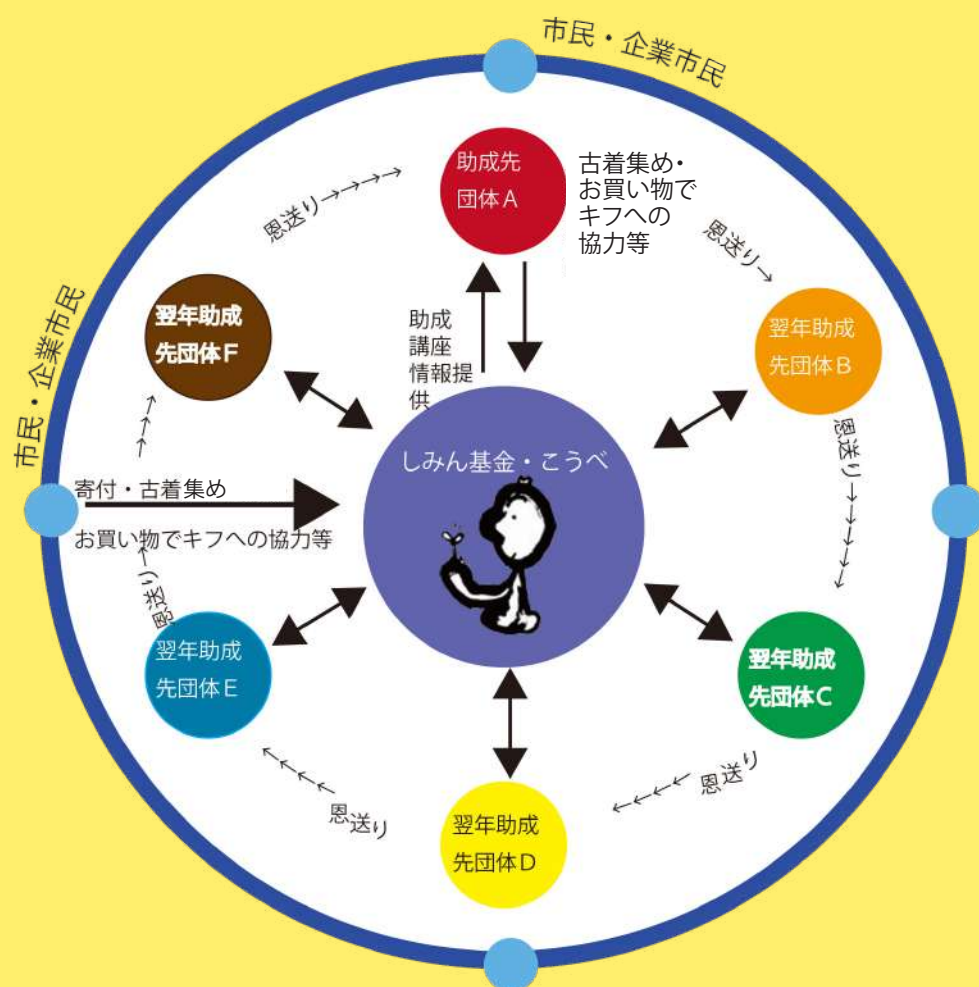 市民・企業市民
助成先
団体A
古着集め・
お買い物で
キフへの
協力等
恩送り→→→→
恩送り→
市民・企業市民
翌年助成
先団体F
助成
講座
情報提
供
翌年助成
先団体B
→→→→
しみん基金・こうべ
恩送り→→→→→→
寄付・古着集め
お買い物でキフへの協力等
恩送り→
翌年助成
先団体E
翌年助成
先団体C
恩送り
←←←←
←←←←←
恩送り
翌年助成
先団体D